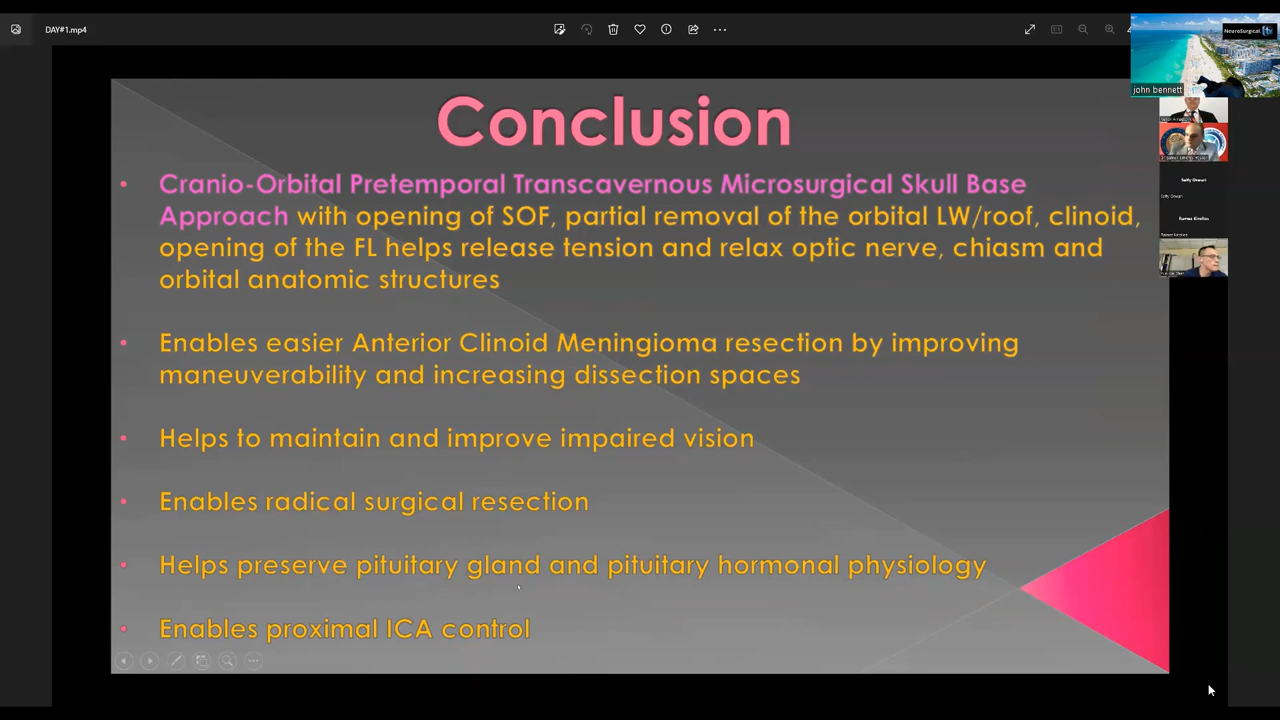 DAY#1.mp4
NeuroSurgical
john bennett
Conclusion
• Cranio-Orbital Pretemporal Transcavernous Microsurgical Skull Base
Approach with opening of SOF, partial removal of the orbital LW/roof, clinoid,
opening of the FL helps release tension and relax optic nerve, chiasm and
orbital anatomic structures
• Enables easier Anterior Clinoid Meningioma resection by improving
maneuverability and increasing dissection spaces
• Helps to maintain and improve impaired vision
• Enables radical surgical resection
• Helps preserve pituitary gland and pituitary hormonal physiology
• Enables proximal ICA control